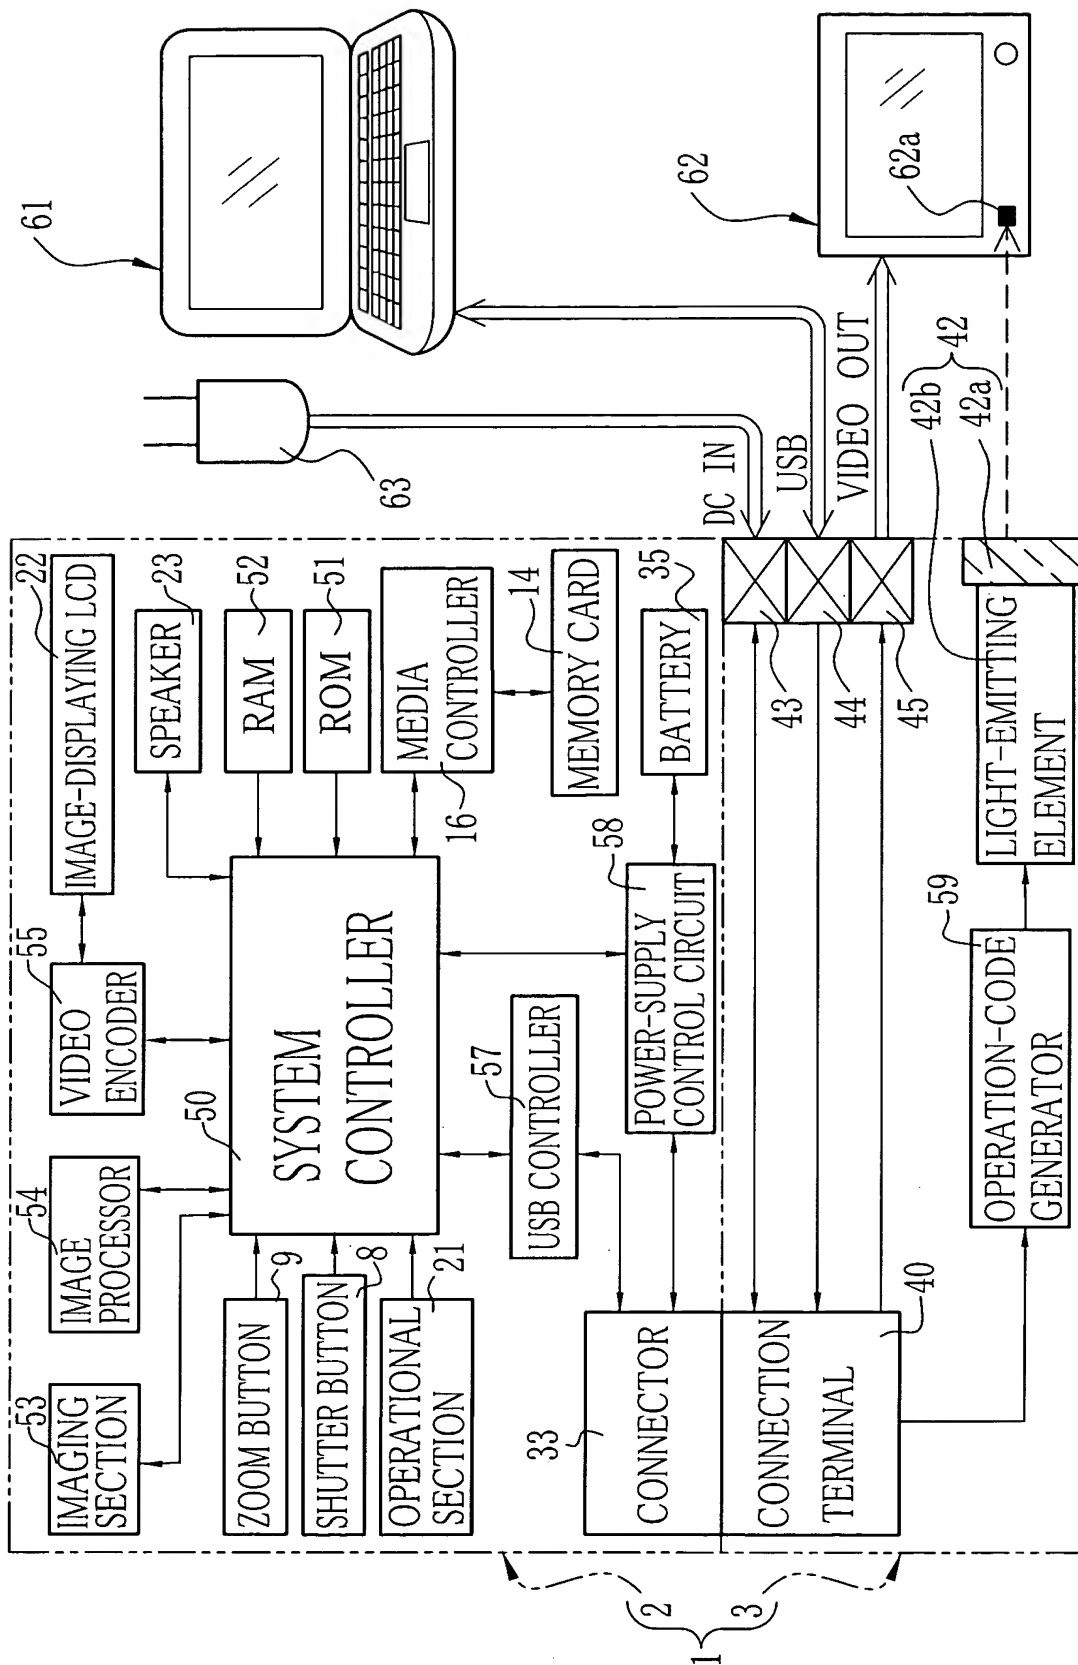 53
IMAGING
SECTION
54
IMAGE
PROCESSOR
55
VIDEO
ENCODER
22
IMAGE-DISPLAYING LCD
SPEAKER
23
RAM
52
ROM
51
MEDIA
CONTROLLER
16
14
MEMORY CARD
BATTERY
35
50
SYSTEM
CONTROLLER
ZOOM BUTTON
9
SHUTTER BUTTON
8
OPERATIONAL
SECTION
21
57
USB CONTROLLER
58
POWER-SUPPLY
CONTROL CIRCUIT
33
CONNECTOR
CONNECTION
TERMINAL
40
43
44
45
59
OPERATION-CODE
GENERATOR
LIGHT-EMITTING
ELEMENT
42b
42a
42
DC IN
USB
VIDEO OUT
63
61
62
62a
2
3
1